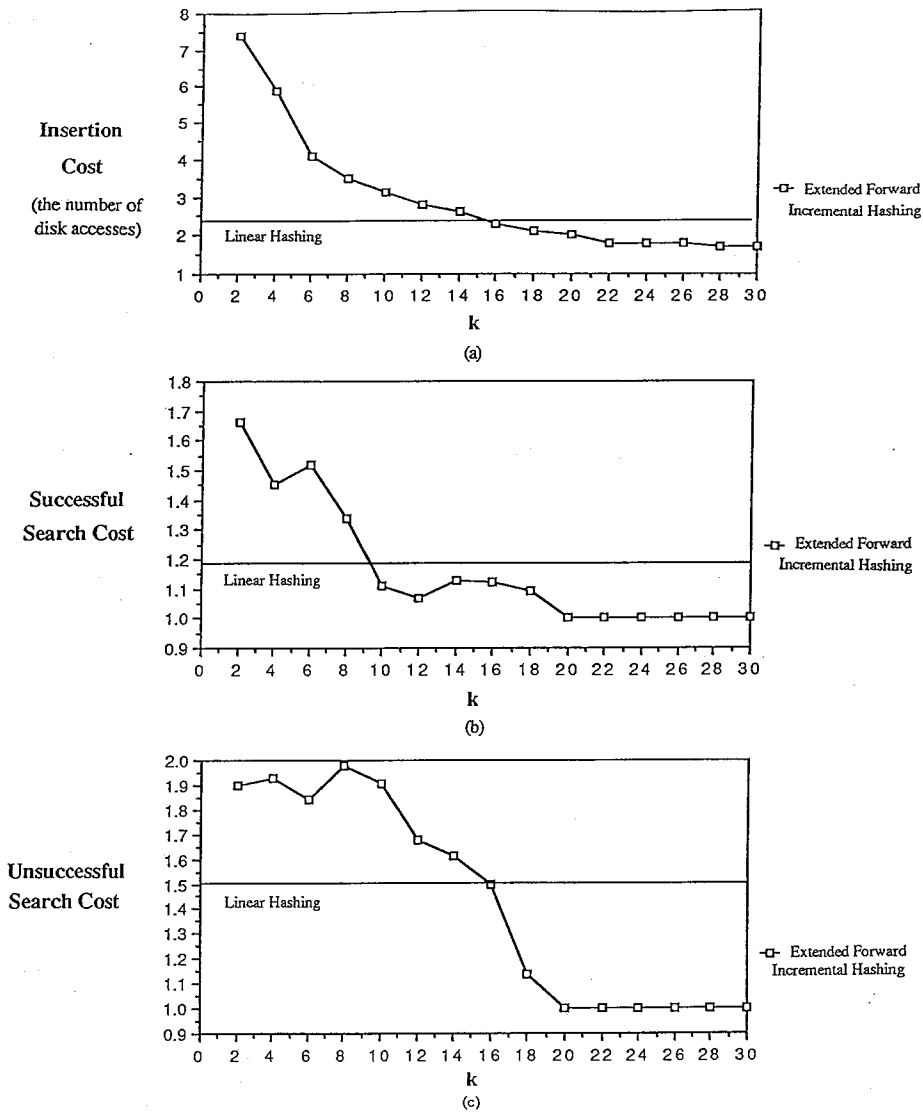 8
7
6
5
4
3
2
1
Insertion
Cost
(the number of
disk accesses)
Linear Hashing
Extended Forward
Incremental Hashing
0 2 4 6 8 10 12 14 16 18 20 22 24 26 28 30
k
(a)
1.8
1.7
1.6
1.5
1.4
1.3
1.2
1.1
1.0
0.9
Successful
Search Cost
Linear Hashing
Extended Forward
Incremental Hashing
0 2 4 6 8 10 12 14 16 18 20 22 24 26 28 30
k
(b)
2.0
1.9
1.8
1.7
1.6
1.5
1.4
1.3
1.2
1.1
1.0
0.9
Unsuccessful
Search Cost
Linear Hashing
Extended Forward
Incremental Hashing
0 2 4 6 8 10 12 14 16 18 20 22 24 26 28 30
k
(c)